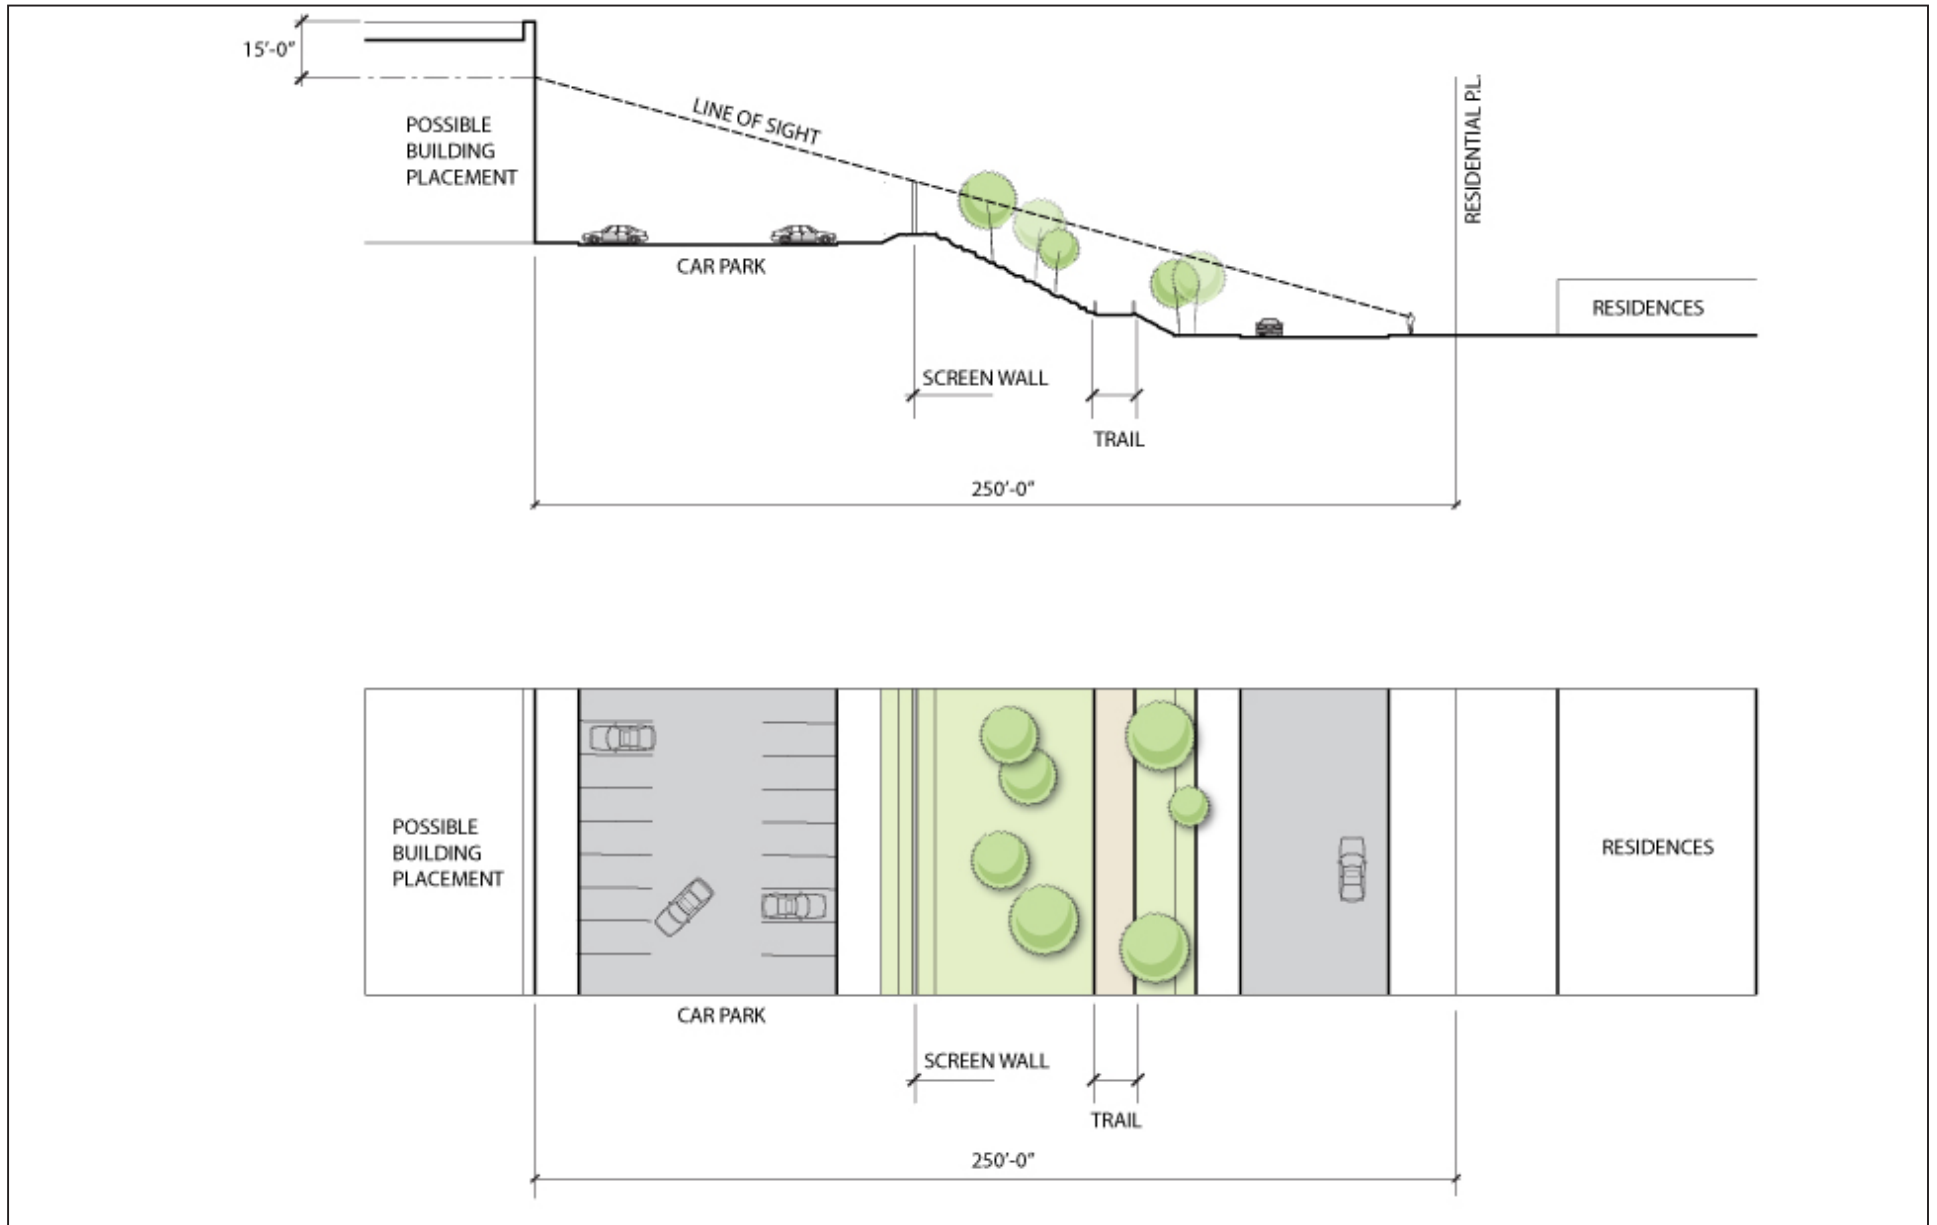 15'-0"
POSSIBLE
BUILDING
PLACEMENT
LINE OF SIGHT
RESIDENTIAL P.L.
CAR PARK
RESIDENCES
SCREEN WALL
TRAIL
250'-0"
POSSIBLE
BUILDING
PLACEMENT
RESIDENCES
CAR PARK
SCREEN WALL
TRAIL
250'-0"